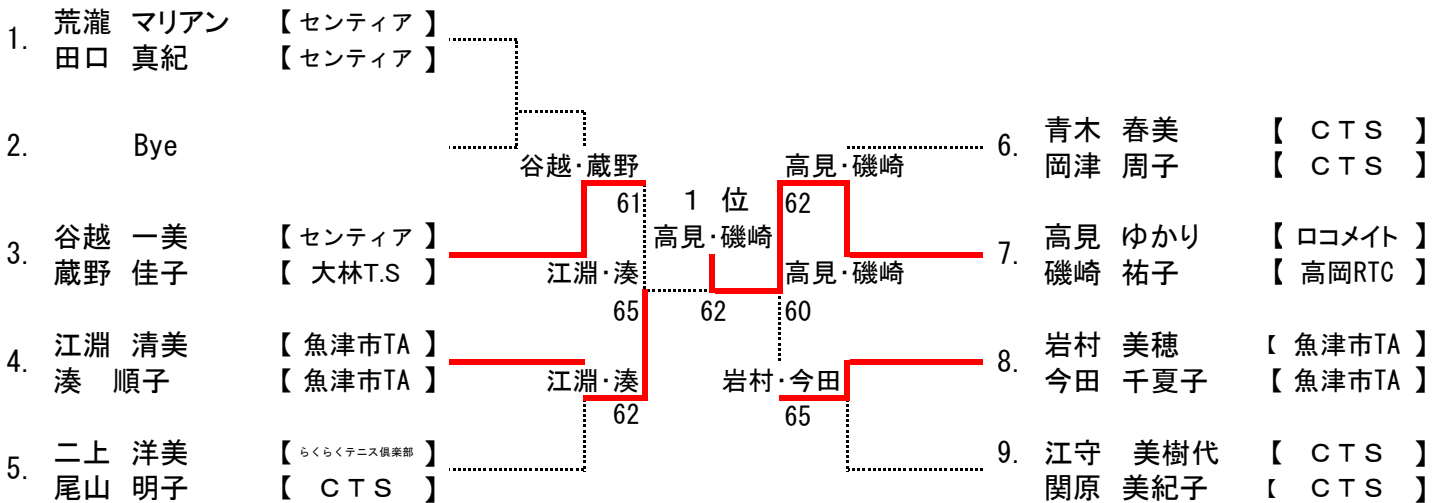 1. 荒瀧 マリアン 【 センティア 】
田口 真紀 【 センティア 】
2. Bye
3. 谷越 一美 【 センティア 】
蔵野 佳子 【 大林T.S 】
4. 江淵 清美 【 魚津市TA 】
湊 順子 【 魚津市TA 】
5. 二上 洋美 【 らくらくテニス倶楽部 】
尾山 明子 【 CTS 】
谷越・蔵野
61
江淵・湊
65
江淵・湊
62
1 位
高見・磯崎
62
高見・磯崎
62
高見・磯崎
60
岩村・今田
65
6. 青木 春美 【 CTS 】
岡津 周子 【 CTS 】
7. 高見 ゆかり 【 ロコメイト 】
磯崎 祐子 【 高岡RTC 】
8. 岩村 美穂 【 魚津市TA 】
今田 千夏子 【 魚津市TA 】
9. 江守 美樹代 【 CTS 】
関原 美紀子 【 CTS 】